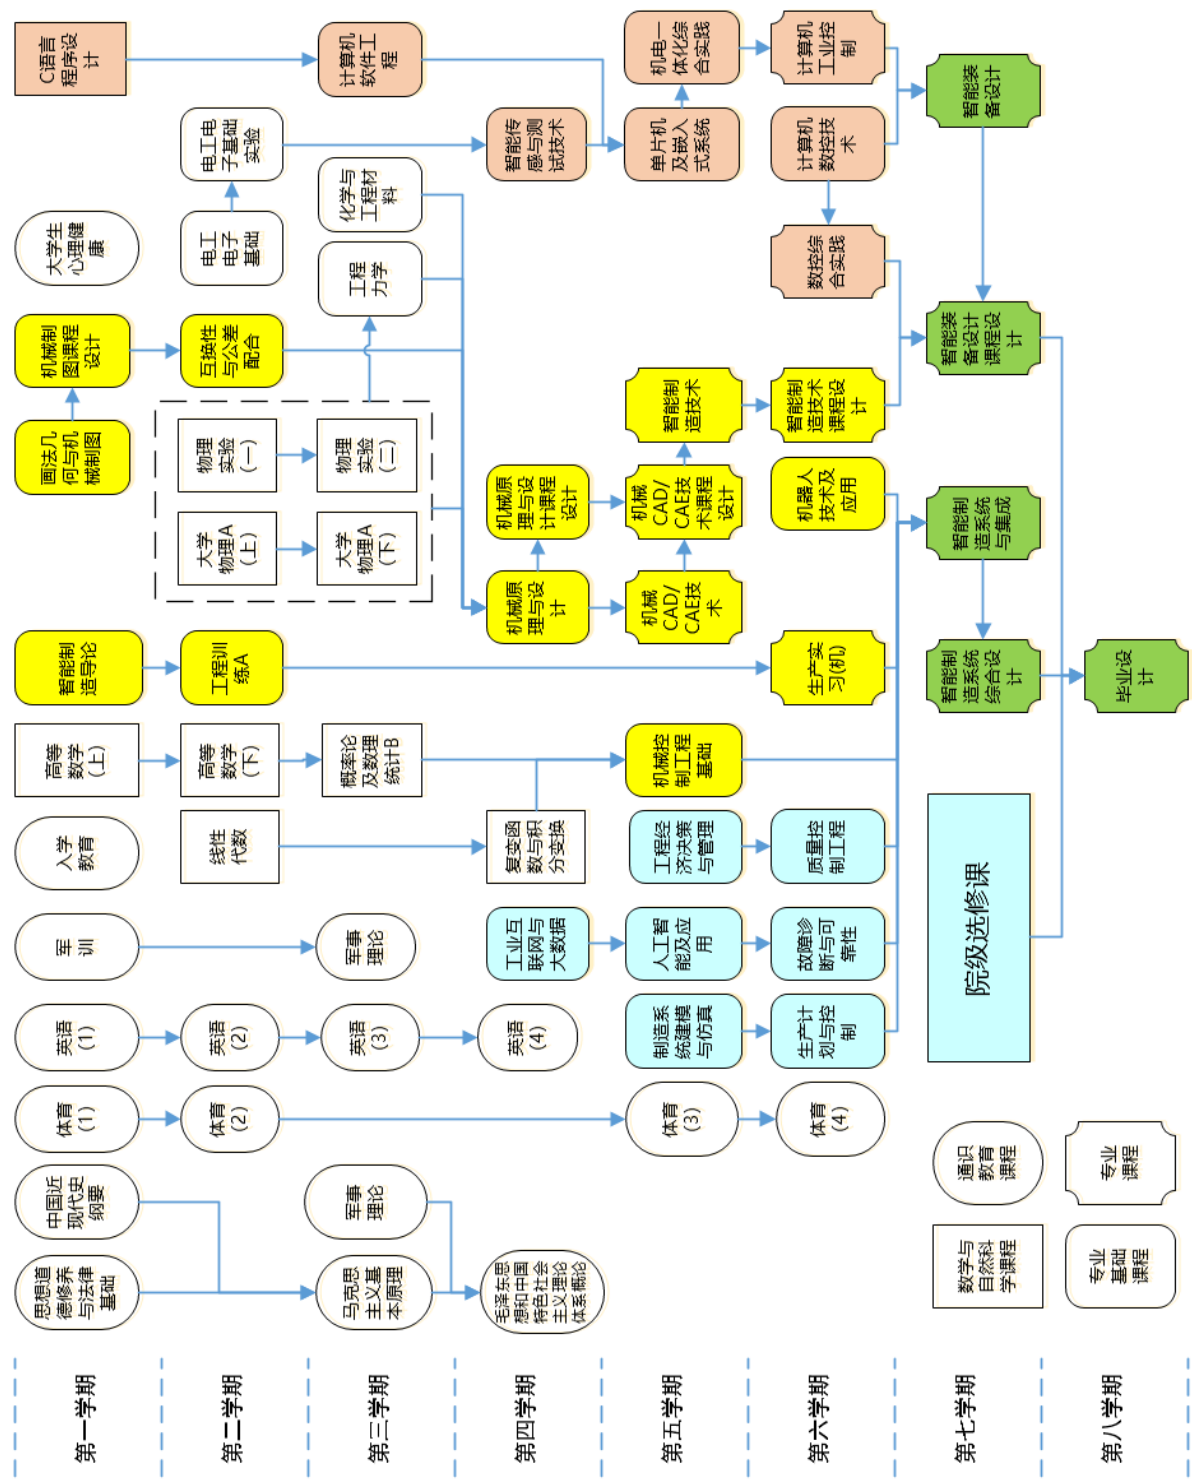 C语言
程序设
计
计算机
软件工
程
机电一
体化综
合实践
计算机
工业控
制
智能装
备设计
电工电
子基础
实验
智能传
感与测
试技术
单片机
及嵌入
式系统
计算机
数控技
术
化学与
工程材
料
大学生
心理健
康
电工
电子
基础
工程
力学
数控综
合实践
机械制
图课程
设计
互换性
与公差
配合
智能装
备设计
课程设
计
画法几
何与机
械制图
物理
实验
(一)
物理
实验
(二)
智能制
造技术
智能制
造技术
课程设
计
大学
物理A
(上)
大学
物理A
(下)
机械原
理与设
计课程
设计
机械
CAD/
CAE技
术课程
设计
机器人
技术及
应用
智能制
造系统
与集成
机械原
理与设
计
机械
CAD/
CAE技
术
智能制
造导论
工程训
练A
生产实
习(机)
智能制
造系统
综合设
计
毕业设
计
高等
数学
(上)
高等
数学
(下)
概率论
及数理
统计B
机械控
制工程
基础
入学
教育
线性
代数
复变函
数与积
分变换
工程经
济决策
与管理
质量控
制工程
院级选修课
军
训
军事
理论
工业互
联网与
大数据
人工智
能及应
用
故障诊
断与可
靠性
英语
(1)
英语
(2)
英语
(3)
英语
(4)
制造系
统建模
与仿真
生产计
划与控
制
体育
(1)
体育
(2)
体育
(3)
体育
(4)
中国近
现代史
纲要
军事
理论
思想道
德修养
与法律
基础
马克思
主义基
本原理
毛泽东思
想和中国
特色社会
主义理论
体系概论
通识
教育
课程
专业
课程
数学与
自然科
学课程
专业
基础
课程
第一学期
第二学期
第三学期
第四学期
第五学期
第六学期
第七学期
第八学期